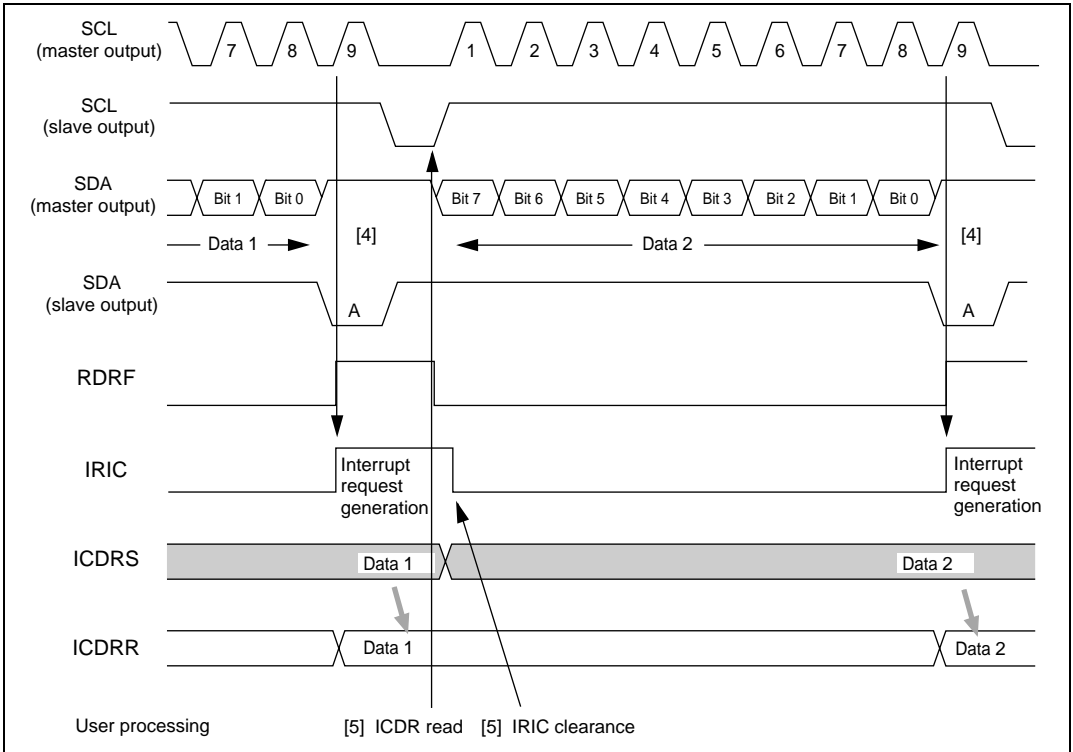 SCL
(master output)
7 8 9 1 2 3 4 5 6 7 8 9
SCL
(slave output)
SDA
(master output)
Bit 1 Bit 0 Bit 7 Bit 6 Bit 5 Bit 4 Bit 3 Bit 2 Bit 1 Bit 0
Data 1 [4] Data 2 [4]
SDA
(slave output)
A A
RDRF
IRIC
Interrupt
request
generation
Interrupt
request
generation
ICDRS
Data 1 Data 2
ICDRR
Data 1 Data 2
User processing [5] ICDR read [5] IRIC clearance